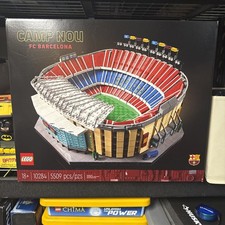 CAMP NOU
FC BARCELONA
LEGO
18+
10284
5509 pcs/pzs
CHIMA
POWER